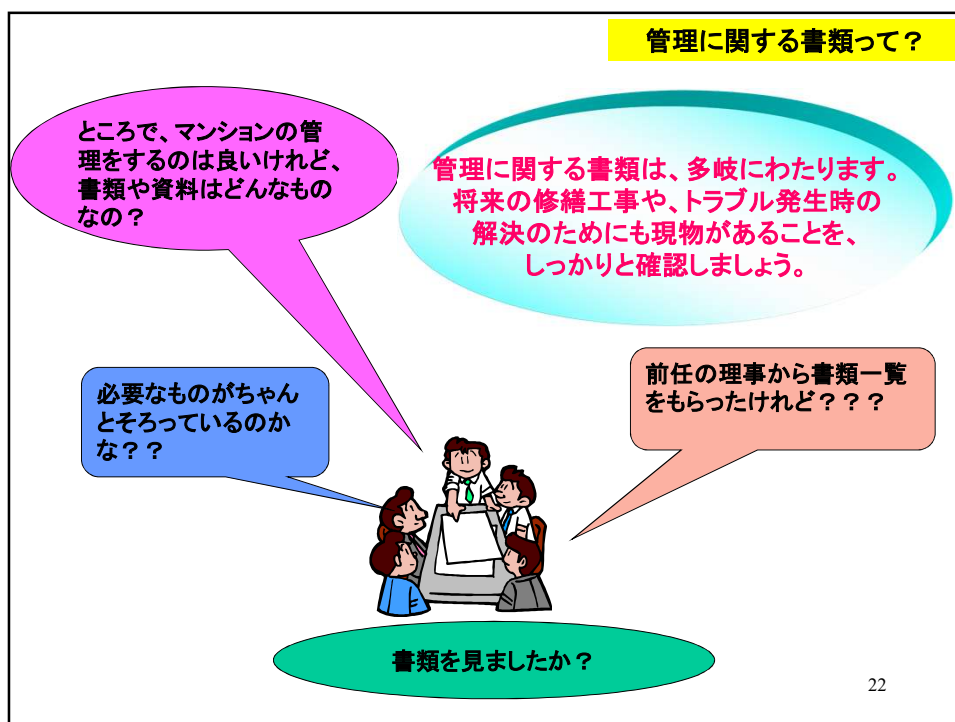 管理に関する書類って？
ところで、マンションの管
理をするのは良いけれど、
書類や資料はどんなもの
なの？
管理に関する書類は、多岐にわたります。
将来の修繕工事や、トラブル発生時の
解決のためにも現物があることを、
しっかりと確認しましょう。
必要なものがちゃん
とそろっているのか
な？？
前任の理事から書類一覧
をもらったけれど？？？
書類を見ましたか？
22